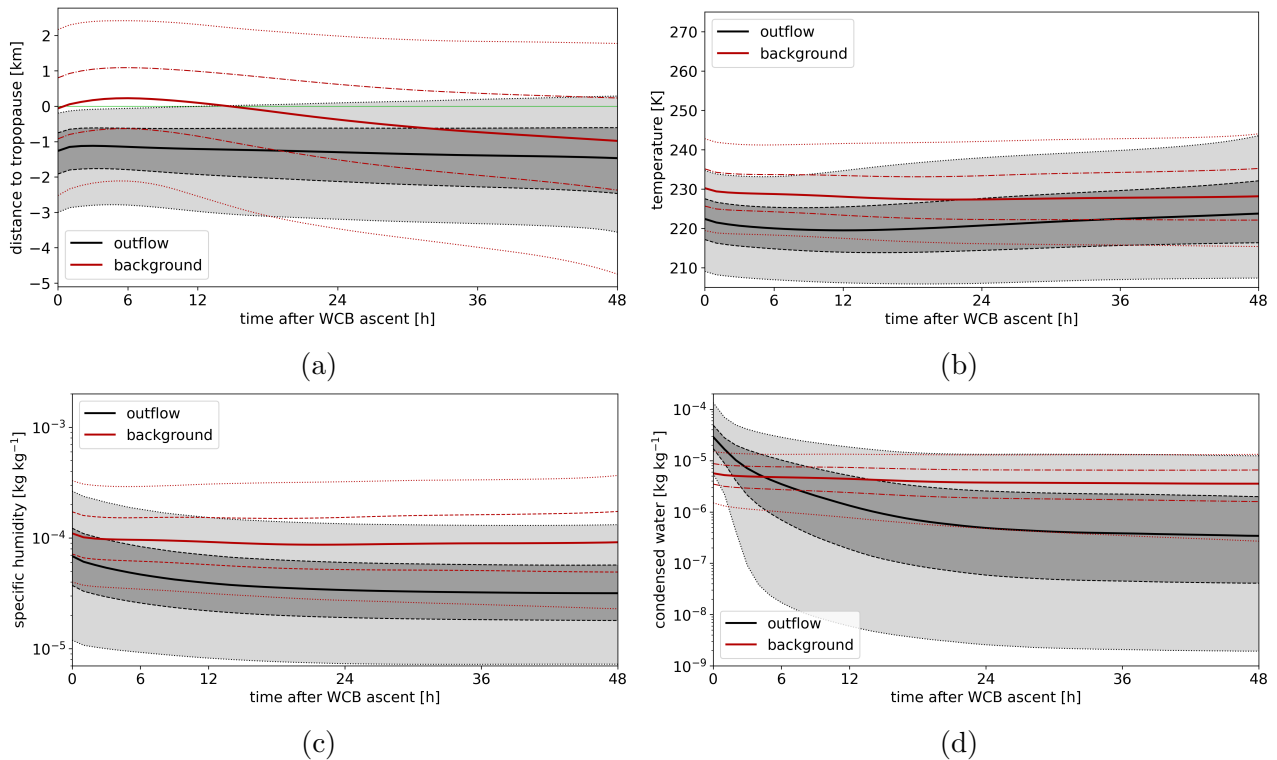 2
1
0
−1
−2
−3
−4
−5
distance to tropopause [km]
outflow
background
0 6 12 24 36 48
time after WCB ascent [h]
(a)
270
260
250
240
230
220
210
temperature [K]
outflow
background
0 6 12 24 36 48
time after WCB ascent [h]
(b)
10⁻³
10⁻⁴
10⁻⁵
specific humidity [kg kg⁻¹]
outflow
background
0 6 12 24 36 48
time after WCB ascent [h]
(c)
10⁻⁴
10⁻⁵
10⁻⁶
10⁻⁷
10⁻⁸
10⁻⁹
condensed water [kg kg⁻¹]
outflow
background
0 6 12 24 36 48
time after WCB ascent [h]
(d)